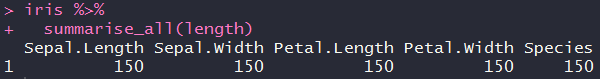 > iris %>%
+   summarise_all(length)
  Sepal.Length Sepal.Width Petal.Length Petal.Width Species
1          150         150          150         150     150